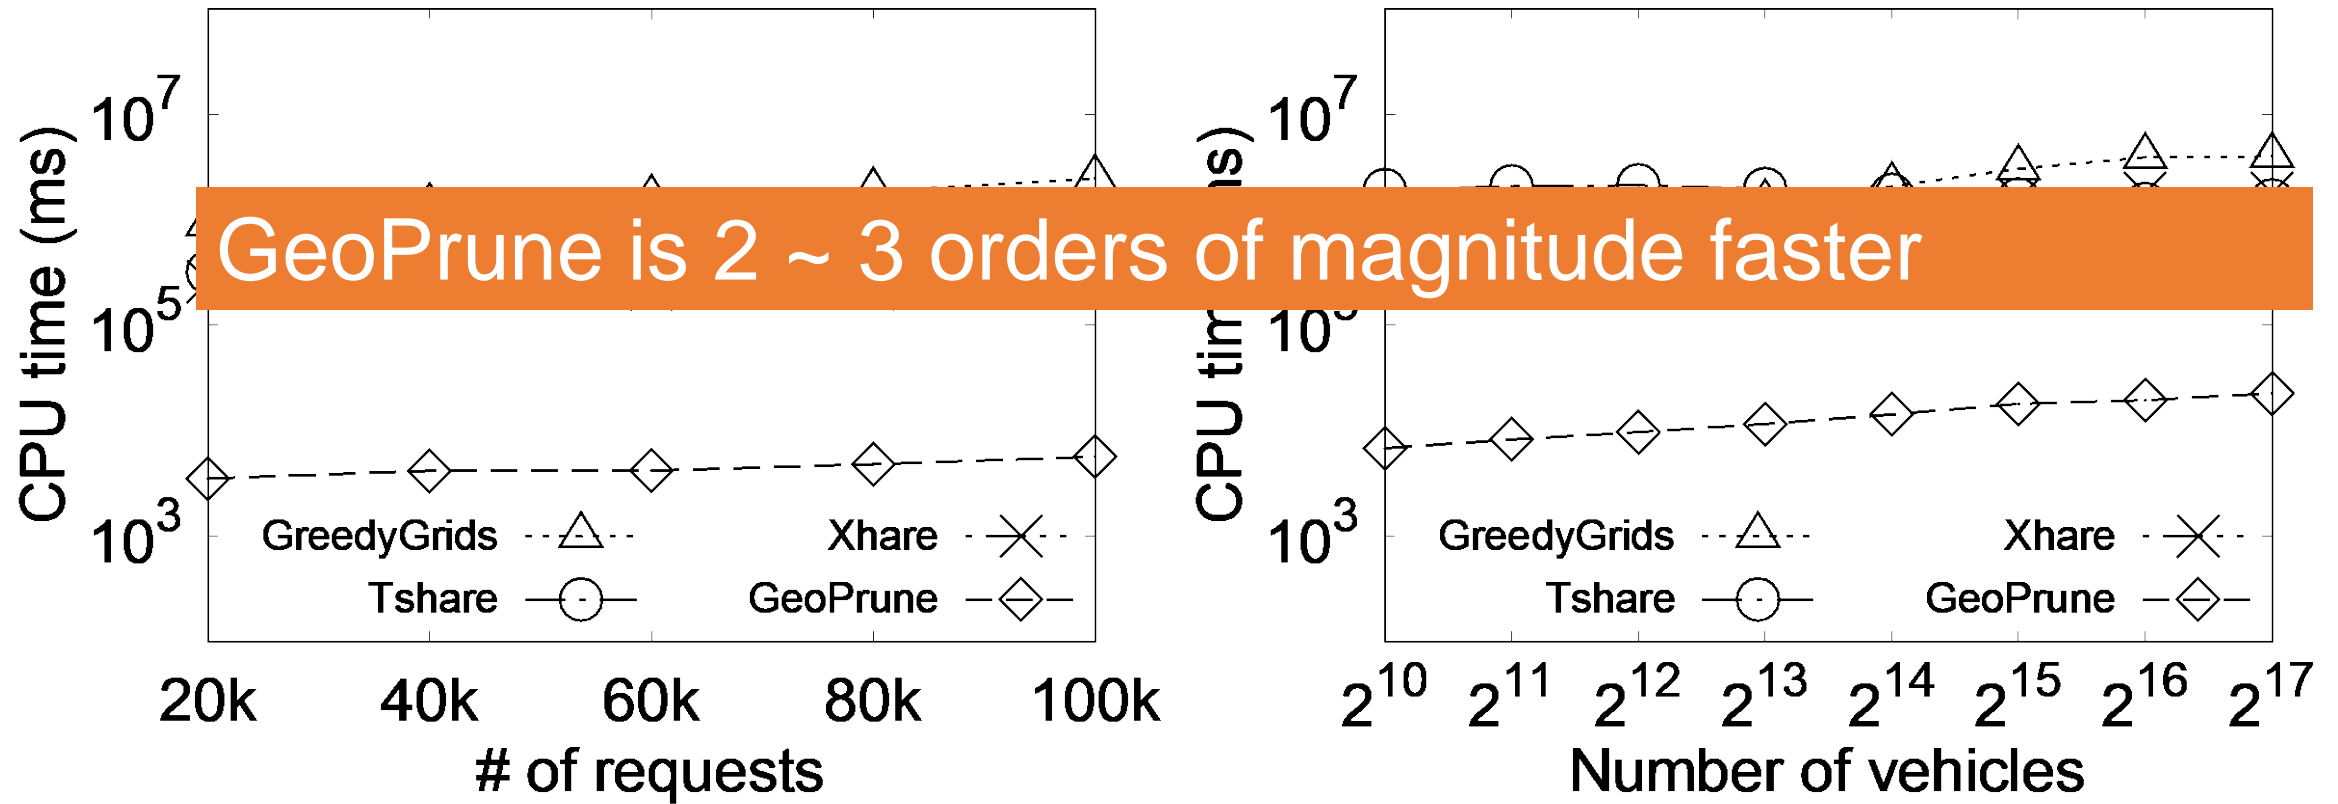 CPU time (ms)
10^7
10^5
10^3
GreedyGrids
Xhare
Tshare
GeoPrune
20k 40k 60k 80k 100k
# of requests
GeoPrune is 2 ~ 3 orders of magnitude faster
CPU
10^7
10^3
GreedyGrids
Xhare
Tshare
GeoPrune
2^10 2^11 2^12 2^13 2^14 2^15 2^16 2^17
Number of vehicles